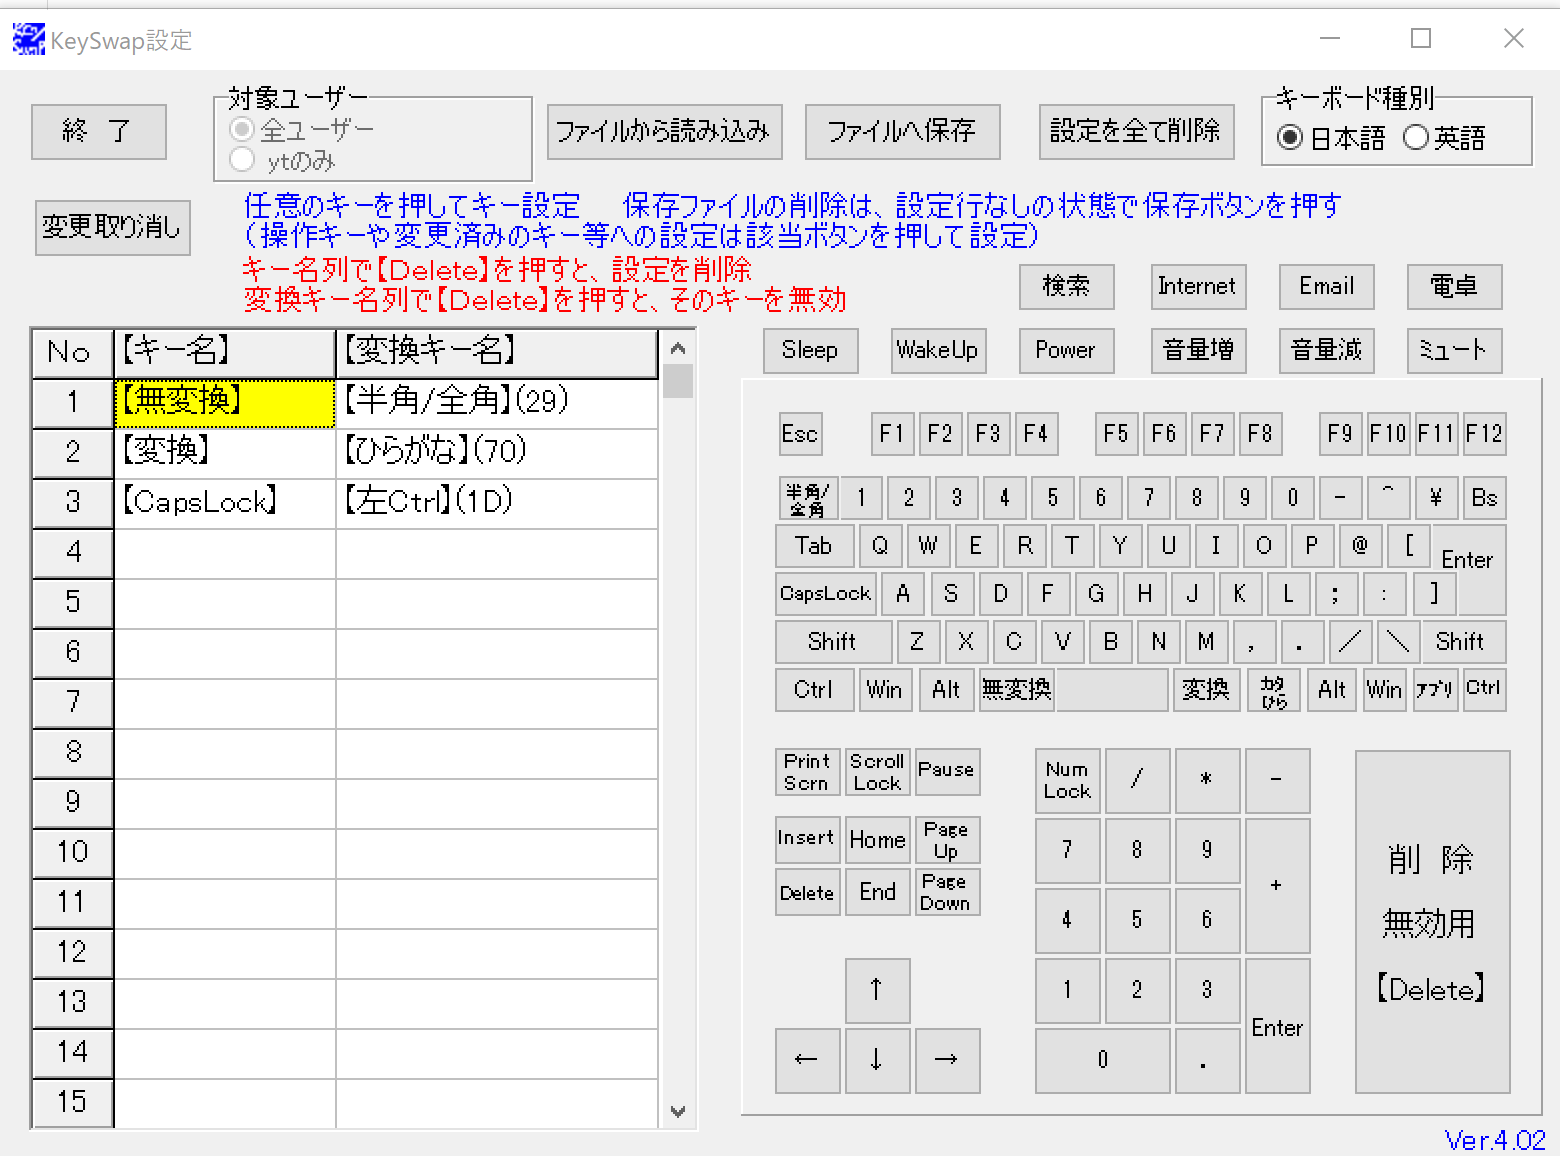 KeySwap設定
終 了
対象ユーザー
全ユーザー
ytのみ
ファイルから読み込み
ファイルへ保存
設定を全て削除
キーボード種別
日本語 英語
変更取り消し
任意のキーを押してキー設定 保存ファイルの削除は、設定行なしの状態で保存ボタンを押す
（操作キーや変更済みのキー等への設定は該当ボタンを押して設定）
キー名列で【Delete】を押すと、設定を削除
変換キー名列で【Delete】を押すと、そのキーを無効
検索 Internet Email 電卓
Sleep WakeUp Power 音量増 音量減 ミュート
No 【キー名】 【変換キー名】
1 【無変換】 【半角/全角】(29)
2 【変換】 【ひらがな】(70)
3 【CapsLock】 【左Ctrl】(1D)
4
5
6
7
8
9
10
11
12
13
14
15
Esc F1 F2 F3 F4 F5 F6 F7 F8 F9 F10 F11 F12
半角/全角 1 2 3 4 5 6 7 8 9 0 - ^ ¥ Bs
Tab Q W E R T Y U I O P @ [ Enter
CapsLock A S D F G H J K L ; : ]
Shift Z X C V B N M , . ／ ＼ Shift
Ctrl Win Alt 無変換 変換 カタひら Alt Win アプリ Ctrl
Print Scrn Scroll Lock Pause
Insert Home Page Up
Delete End Page Down
↑
← ↓ →
Num Lock / * -
7 8 9 +
4 5 6
1 2 3 Enter
0 .
削 除
無効用
【Delete】
Ver.4.02